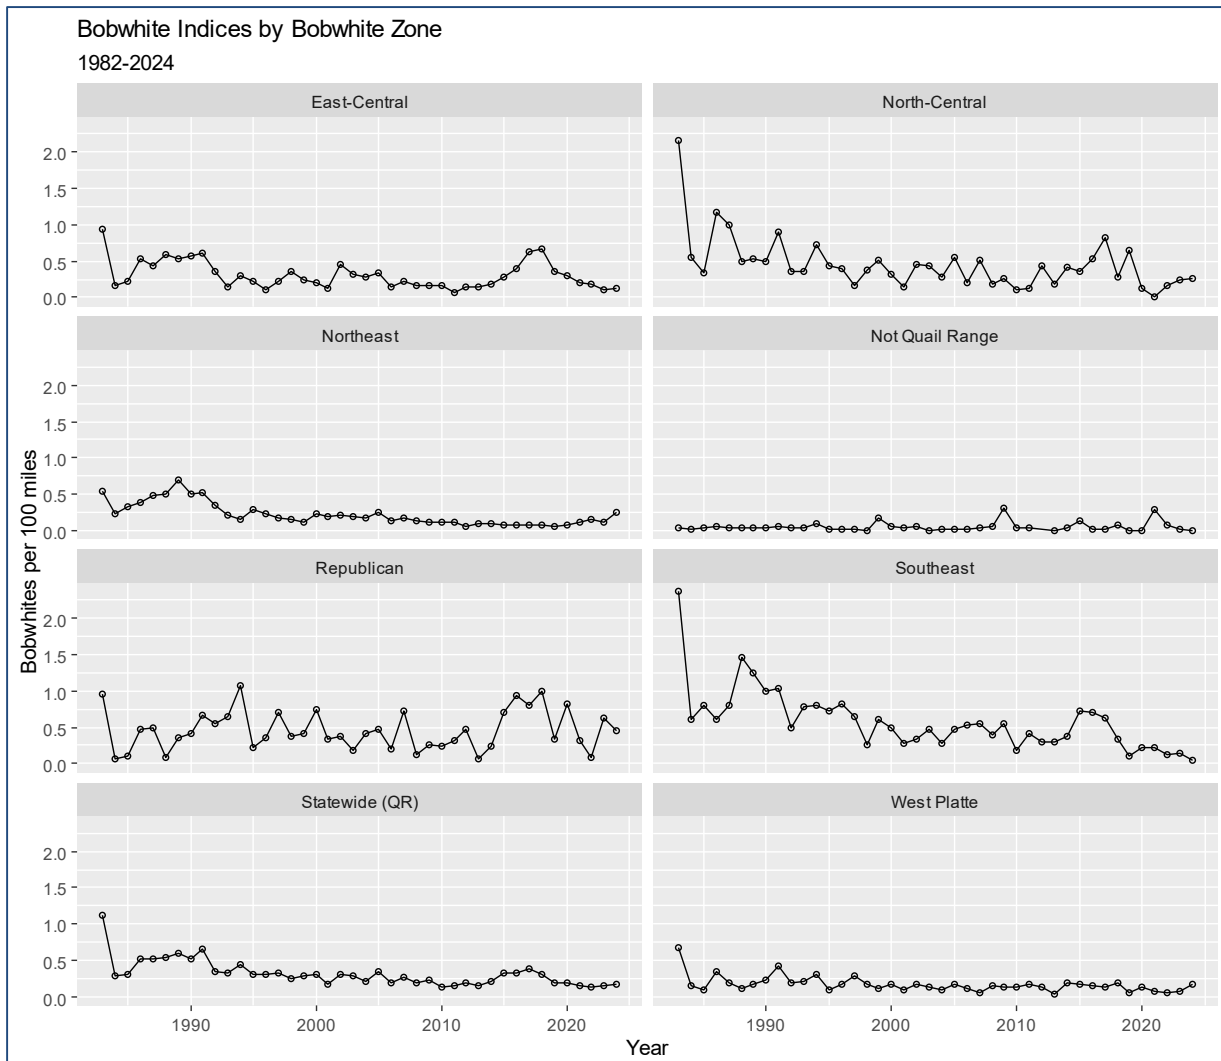 Bobwhite Indices by Bobwhite Zone
1982-2024
East-Central
North-Central
2.0
1.5
1.0
0.5
0.0
Northeast
Not Quail Range
2.0
1.5
1.0
0.5
0.0
Republican
Southeast
2.0
1.5
1.0
0.5
0.0
Statewide (QR)
West Platte
2.0
1.5
1.0
0.5
0.0
Bobwhites per 100 miles
1990
2000
2010
2020
1990
2000
2010
2020
Year